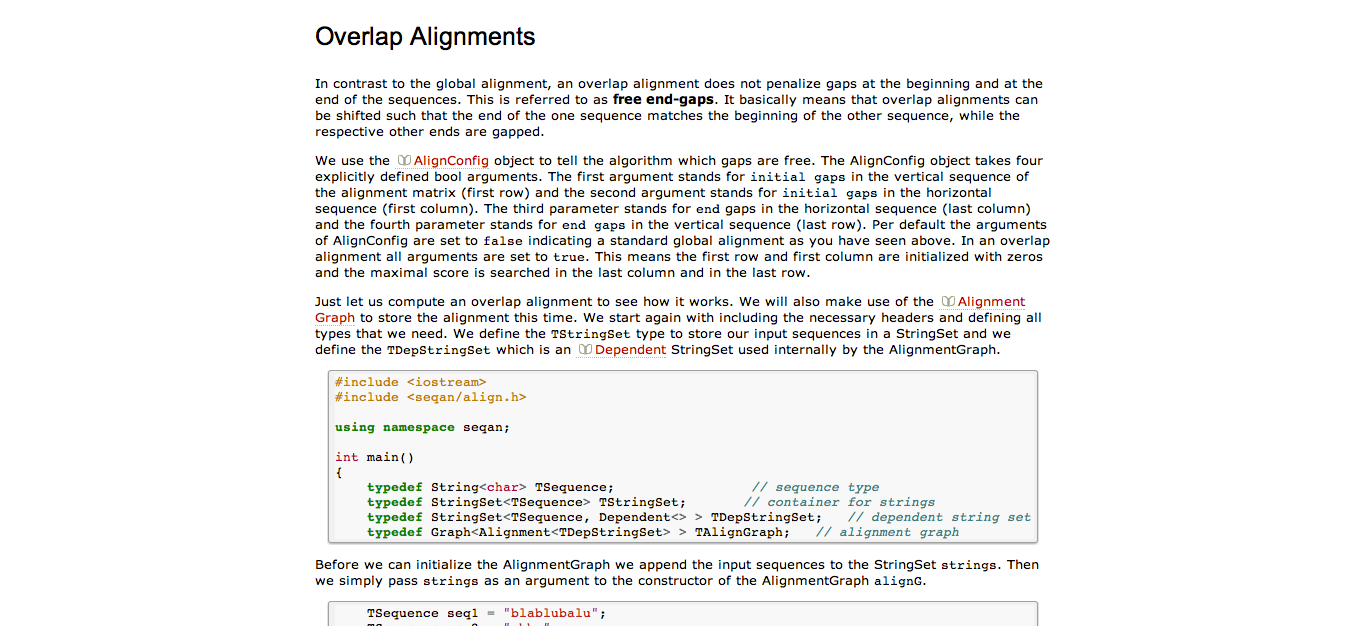 Overlap Alignments
In contrast to the global alignment, an overlap alignment does not penalize gaps at the beginning and at the
end of the sequences. This is referred to as free end-gaps. It basically means that overlap alignments can
be shifted such that the end of the one sequence matches the beginning of the other sequence, while the
respective other ends are gapped.
We use the AlignConfig object to tell the algorithm which gaps are free. The AlignConfig object takes four
explicitly defined bool arguments. The first argument stands for initial gaps in the vertical sequence of
the alignment matrix (first row) and the second argument stands for initial gaps in the horizontal
sequence (first column). The third parameter stands for end gaps in the horizontal sequence (last column)
and the fourth parameter stands for end gaps in the vertical sequence (last row). Per default the arguments
of AlignConfig are set to false indicating a standard global alignment as you have seen above. In an overlap
alignment all arguments are set to true. This means the first row and first column are initialized with zeros
and the maximal score is searched in the last column and in the last row.
Just let us compute an overlap alignment to see how it works. We will also make use of the Alignment
Graph to store the alignment this time. We start again with including the necessary headers and defining all
types that we need. We define the TStringSet type to store our input sequences in a StringSet and we
define the TDepStringSet which is an Dependent StringSet used internally by the AlignmentGraph.
#include <iostream>
#include <seqan/align.h>
using namespace seqan;
int main()
{
typedef String<char> TSequence; // sequence type
typedef StringSet<TSequence> TStringSet; // container for strings
typedef StringSet<TSequence, Dependent<> > TDepStringSet; // dependent string set
typedef Graph<Alignment<TDepStringSet> > TAlignGraph; // alignment graph
Before we can initialize the AlignmentGraph we append the input sequences to the StringSet strings. Then
we simply pass strings as an argument to the constructor of the AlignmentGraph alignG.
TSequence seq1 = "blablubalu";